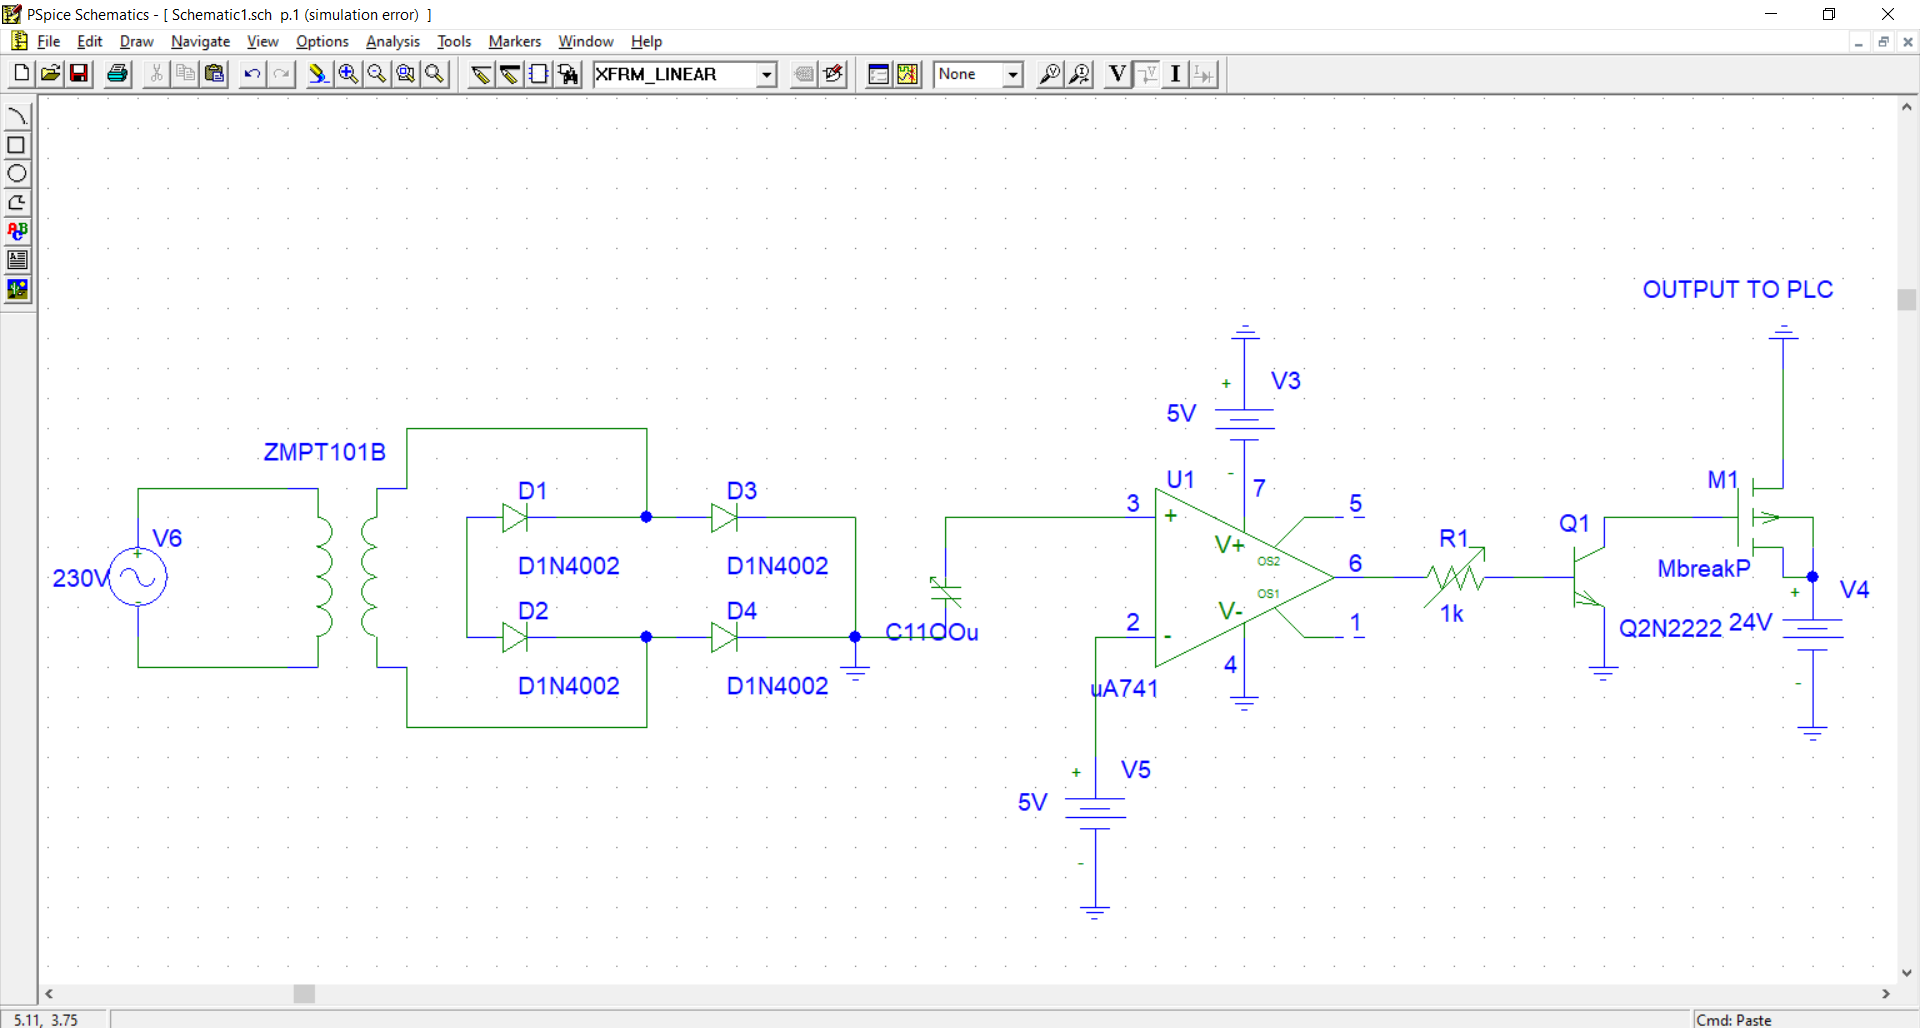 PSpice Schematics - [ Schematic1.sch p.1 (simulation error) ]
File Edit Draw Navigate View Options Analysis Tools Markers Window Help
XFRM_LINEAR None V V I
ABC
OUTPUT TO PLC
+ V3
5V
-
ZMPT101B
V6
230V
+
-
D1 D3
D1N4002 D1N4002
D2 D4
D1N4002 D1N4002
C11OOu
U1
7
3 + 5
V+ OS2
6
OS1
V-
2 - 1
4
uA741
+ V5
5V
-
R1
1k
Q1
Q2N2222
M1
MbreakP
+ V4
24V
-
5.11, 3.75 Cmd: Paste